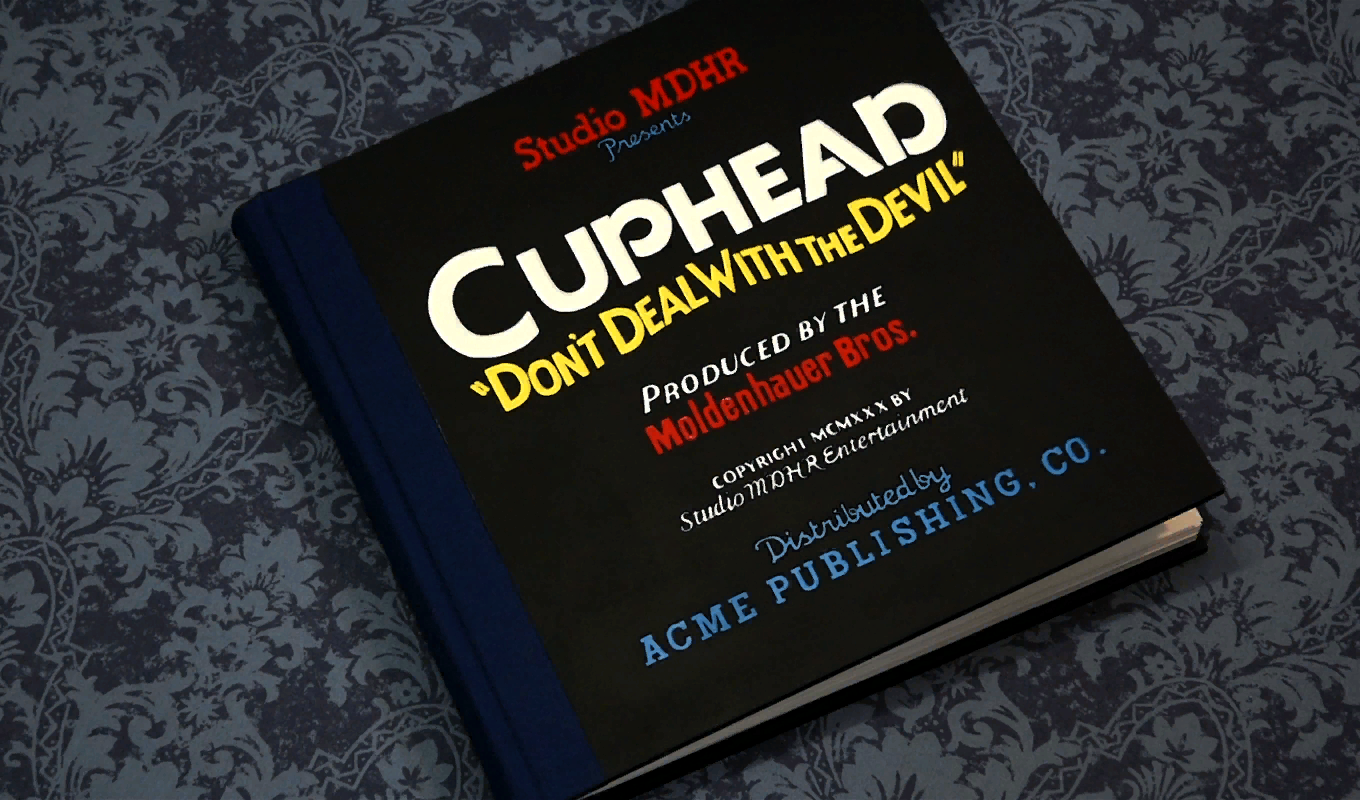 Studio MDHR
Presents
CUPHEAD
"DON'T DEAL WITH THE DEVIL"
PRODUCED BY THE
Moldenhauer Bros.
COPYRIGHT MCMXXX BY
Studio MDHR Entertainment
Distributed by
ACME PUBLISHING, CO.